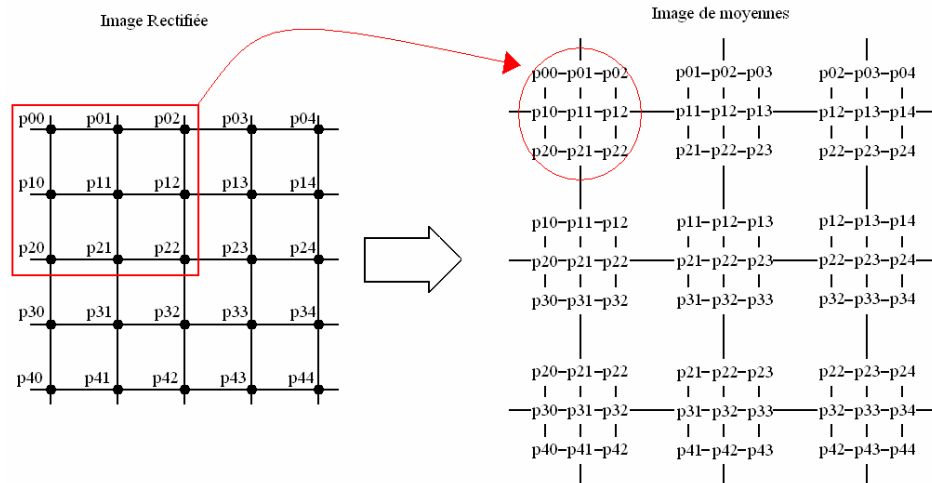 Image Rectifiée
Image de moyennes
p00 p01 p02 p03 p04
p10 p11 p12 p13 p14
p20 p21 p22 p23 p24
p30 p31 p32 p33 p34
p40 p41 p42 p43 p44
p00-p01-p02 p01-p02-p03 p02-p03-p04
p10-p11-p12 p11-p12-p13 p12-p13-p14
p20-p21-p22 p21-p22-p23 p22-p23-p24
p10-p11-p12 p11-p12-p13 p12-p13-p14
p20-p21-p22 p21-p22-p23 p22-p23-p24
p30-p31-p32 p31-p32-p33 p32-p33-p34
p20-p21-p22 p21-p22-p23 p22-p23-p24
p30-p31-p32 p31-p32-p33 p32-p33-p34
p40-p41-p42 p41-p42-p43 p42-p43-p44